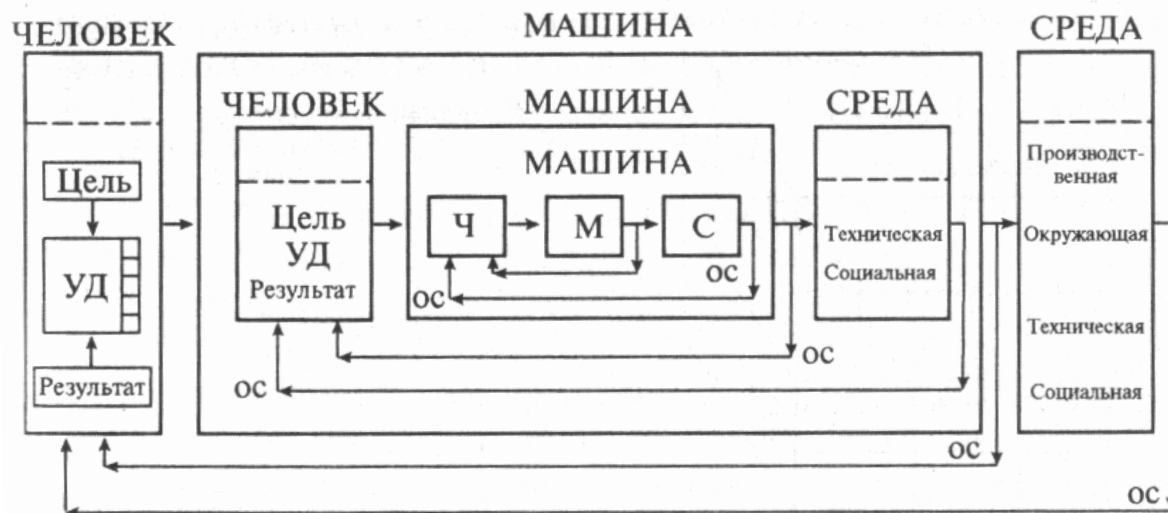 ЧЕЛОВЕК
МАШИНА
СРЕДА
ЧЕЛОВЕК
МАШИНА
СРЕДА
МАШИНА
Цель
УД
Результат
Цель
УД
Результат
Ч
М
С
ОС
ОС
Техническая
Социальная
ОС
ОС
Производст-
венная
Окружающая
Техническая
Социальная
ОС
ОС